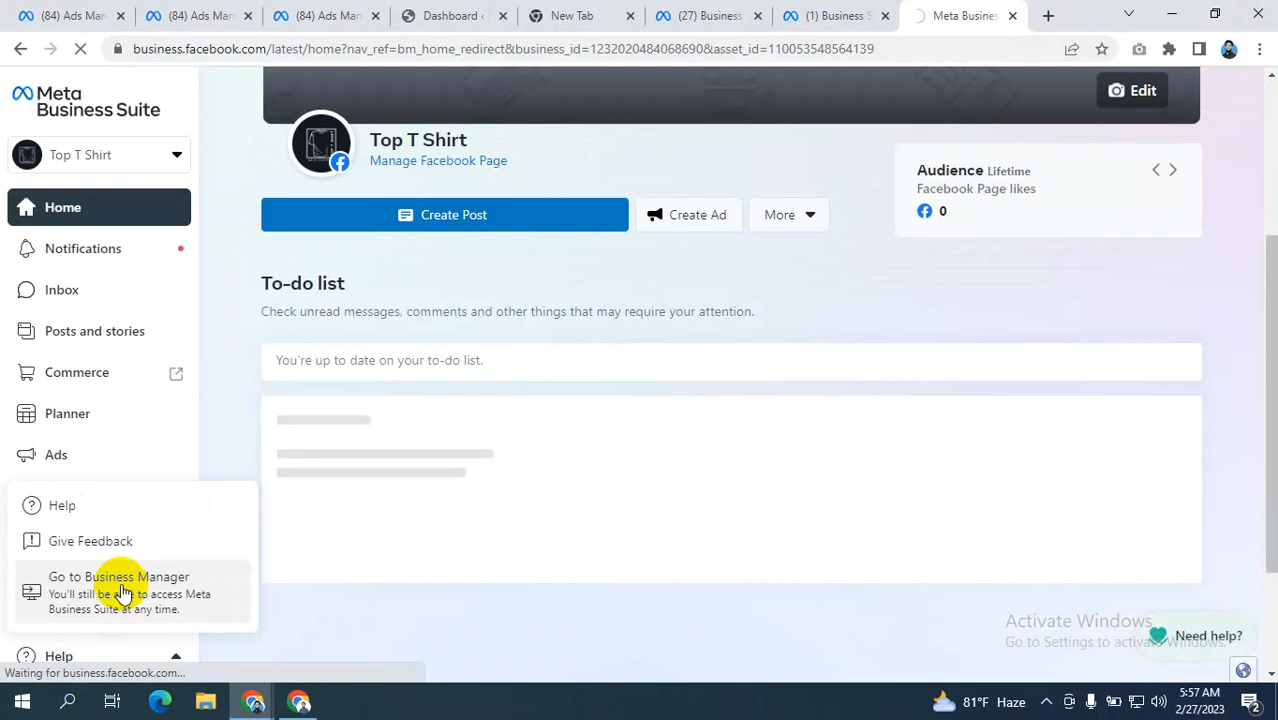 (84) Ads Mar
(84) Ads Mar
(84) Ads Mar
Dashboard ‹
New Tab
(27) Business
(1) Business S
Meta Busines
business.facebook.com/latest/home?nav_ref=bm_home_redirect&business_id=1232020484068690&asset_id=110053548564139
Meta
Business Suite
Top T Shirt
Home
Notifications
Inbox
Posts and stories
Commerce
Planner
Ads
Help
Give Feedback
Go to Business Manager
You'll still be able to access Meta
Business Suite at any time.
Help
Waiting for business.facebook.com...
Edit
Top T Shirt
Manage Facebook Page
Audience Lifetime
Facebook Page likes
0
Create Post
Create Ad
More
To-do list
Check unread messages, comments and other things that may require your attention.
You're up to date on your to-do list.
Activate Windows
Go to Settings to activate Windows.
Need help?
81°F Haze
5:57 AM
2/27/2023
2